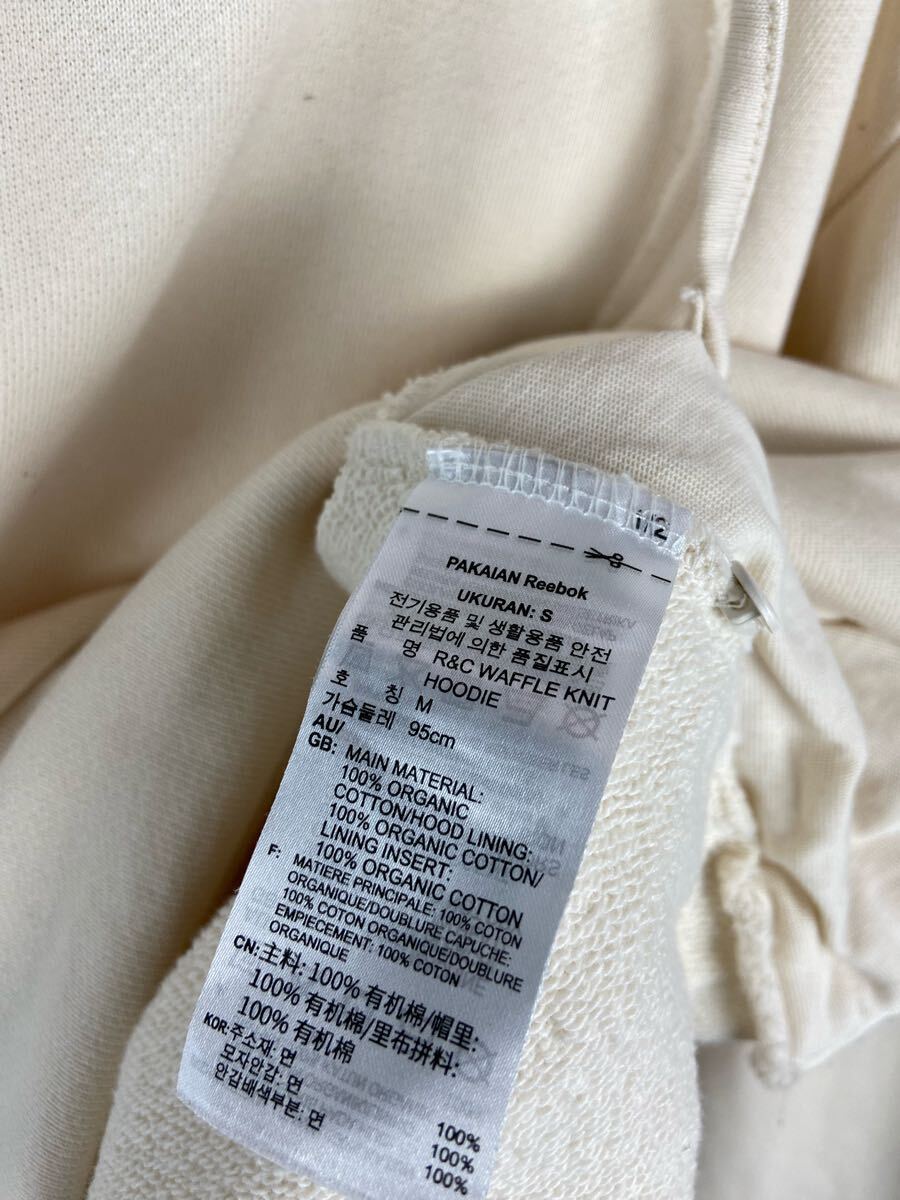 1/2
PAKAIAN Reebok
UKURAN: S
전기용품 및 생활용품 안전
관리법에 의한 품질표시
품 명 R&C WAFFLE KNIT
HOODIE
호 칭 M
가슴둘레 95cm
AU/
GB: MAIN MATERIAL:
100% ORGANIC
COTTON/HOOD LINING:
100% ORGANIC COTTON/
LINING INSERT:
100% ORGANIC COTTON
F: MATIERE PRINCIPALE: 100% COTON
ORGANIQUE/DOUBLURE CAPUCHE:
100% COTON ORGANIQUE/DOUBLURE
EMPIECEMENT: 100% COTON
ORGANIQUE
CN: 主料: 100% 有机棉/帽里:
100% 有机棉/里布拼料:
100% 有机棉
KOR: 주소재: 면 100%
모자안감: 면 100%
안감배색부분: 면 100%